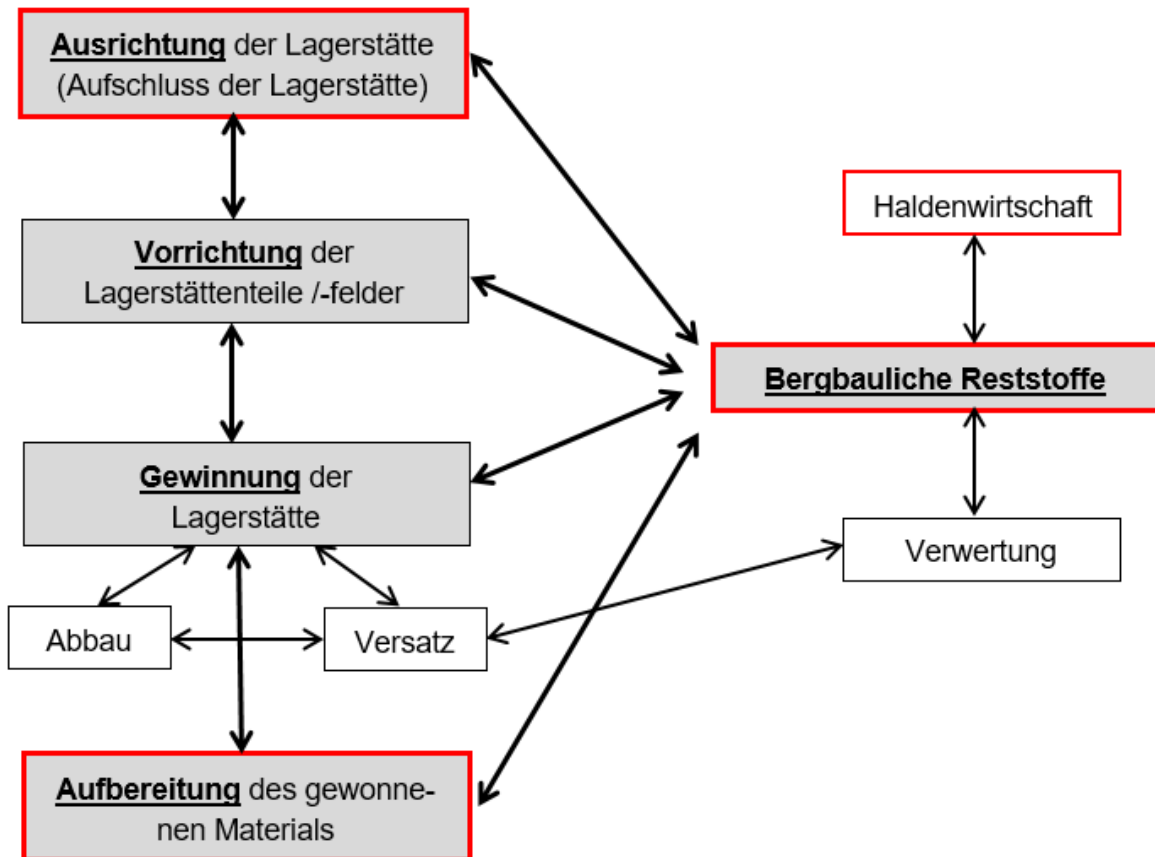 Ausrichtung der Lagerstätte
(Aufschluss der Lagerstätte)
Vorrichtung der
Lagerstättenteile /-felder
Gewinnung der
Lagerstätte
Abbau
Versatz
Aufbereitung des gewonne-
nen Materials
Haldenwirtschaft
Bergbauliche Reststoffe
Verwertung